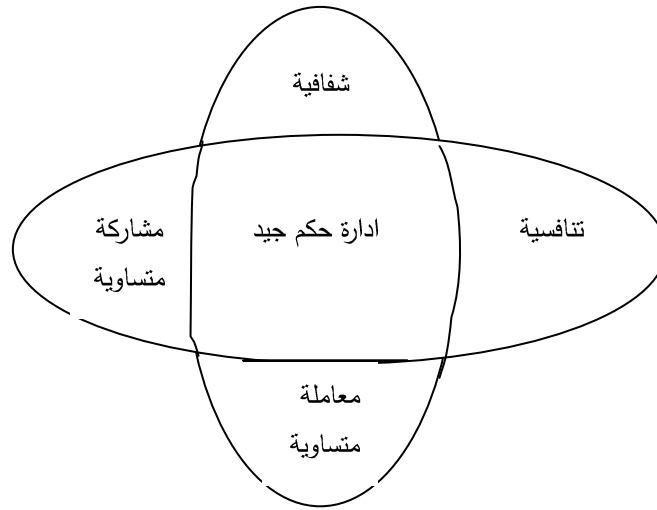 شفافية
تنافسية
ادارة حكم جيد
مشاركة
متساوية
معاملة
متساوية